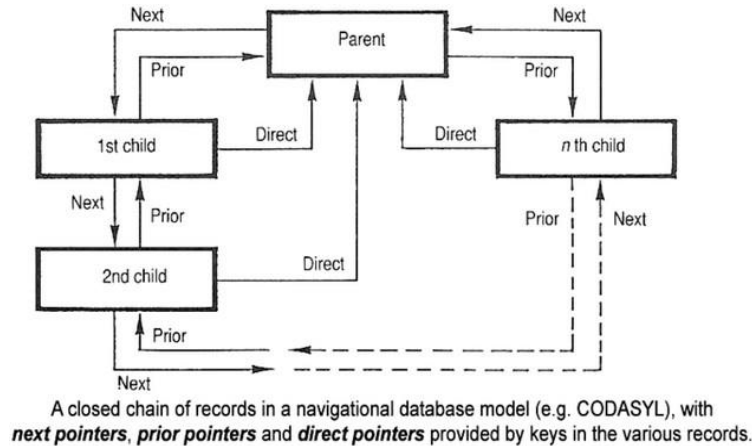 Next
Next
Parent
Prior
Prior
1st child
Direct
Direct
n th child
Next
Prior
Prior
Next
2nd child
Direct
Prior
Next
A closed chain of records in a navigational database model (e.g. CODASYL), with
next pointers, prior pointers and direct pointers provided by keys in the various records.